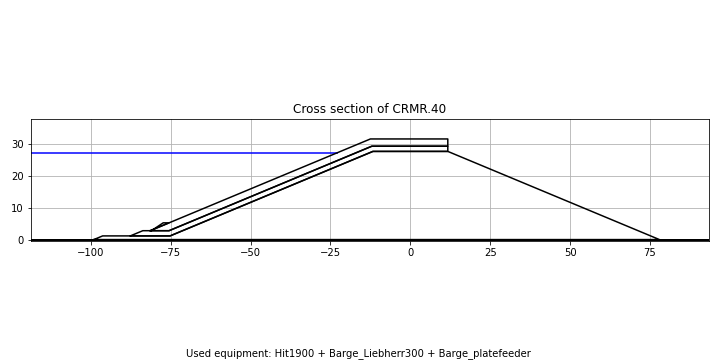 Cross section of CRMR.40
30
20
10
0
−100 −75 −50 −25 0 25 50 75
Used equipment: Hit1900 + Barge_Liebherr300 + Barge_platefeeder